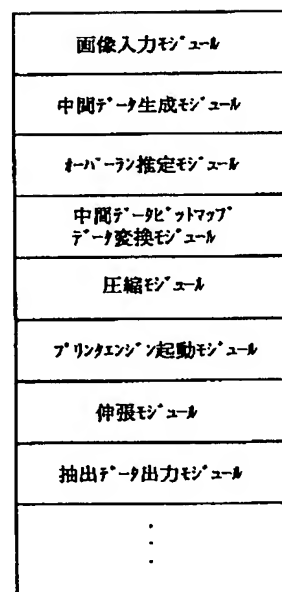 画像入力ﾓｼﾞｭｰﾙ
中間ﾃﾞｰﾀ生成ﾓｼﾞｭｰﾙ
ｵｰﾊﾞｰﾗﾝ推定ﾓｼﾞｭｰﾙ
中間ﾃﾞｰﾀﾋﾞｯﾄﾏｯﾌﾟ
ﾃﾞｰﾀ変換ﾓｼﾞｭｰﾙ
圧縮ﾓｼﾞｭｰﾙ
ﾌﾟﾘﾝﾀｴﾝｼﾞﾝ起動ﾓｼﾞｭｰﾙ
伸張ﾓｼﾞｭｰﾙ
抽出ﾃﾞｰﾀ出力ﾓｼﾞｭｰﾙ